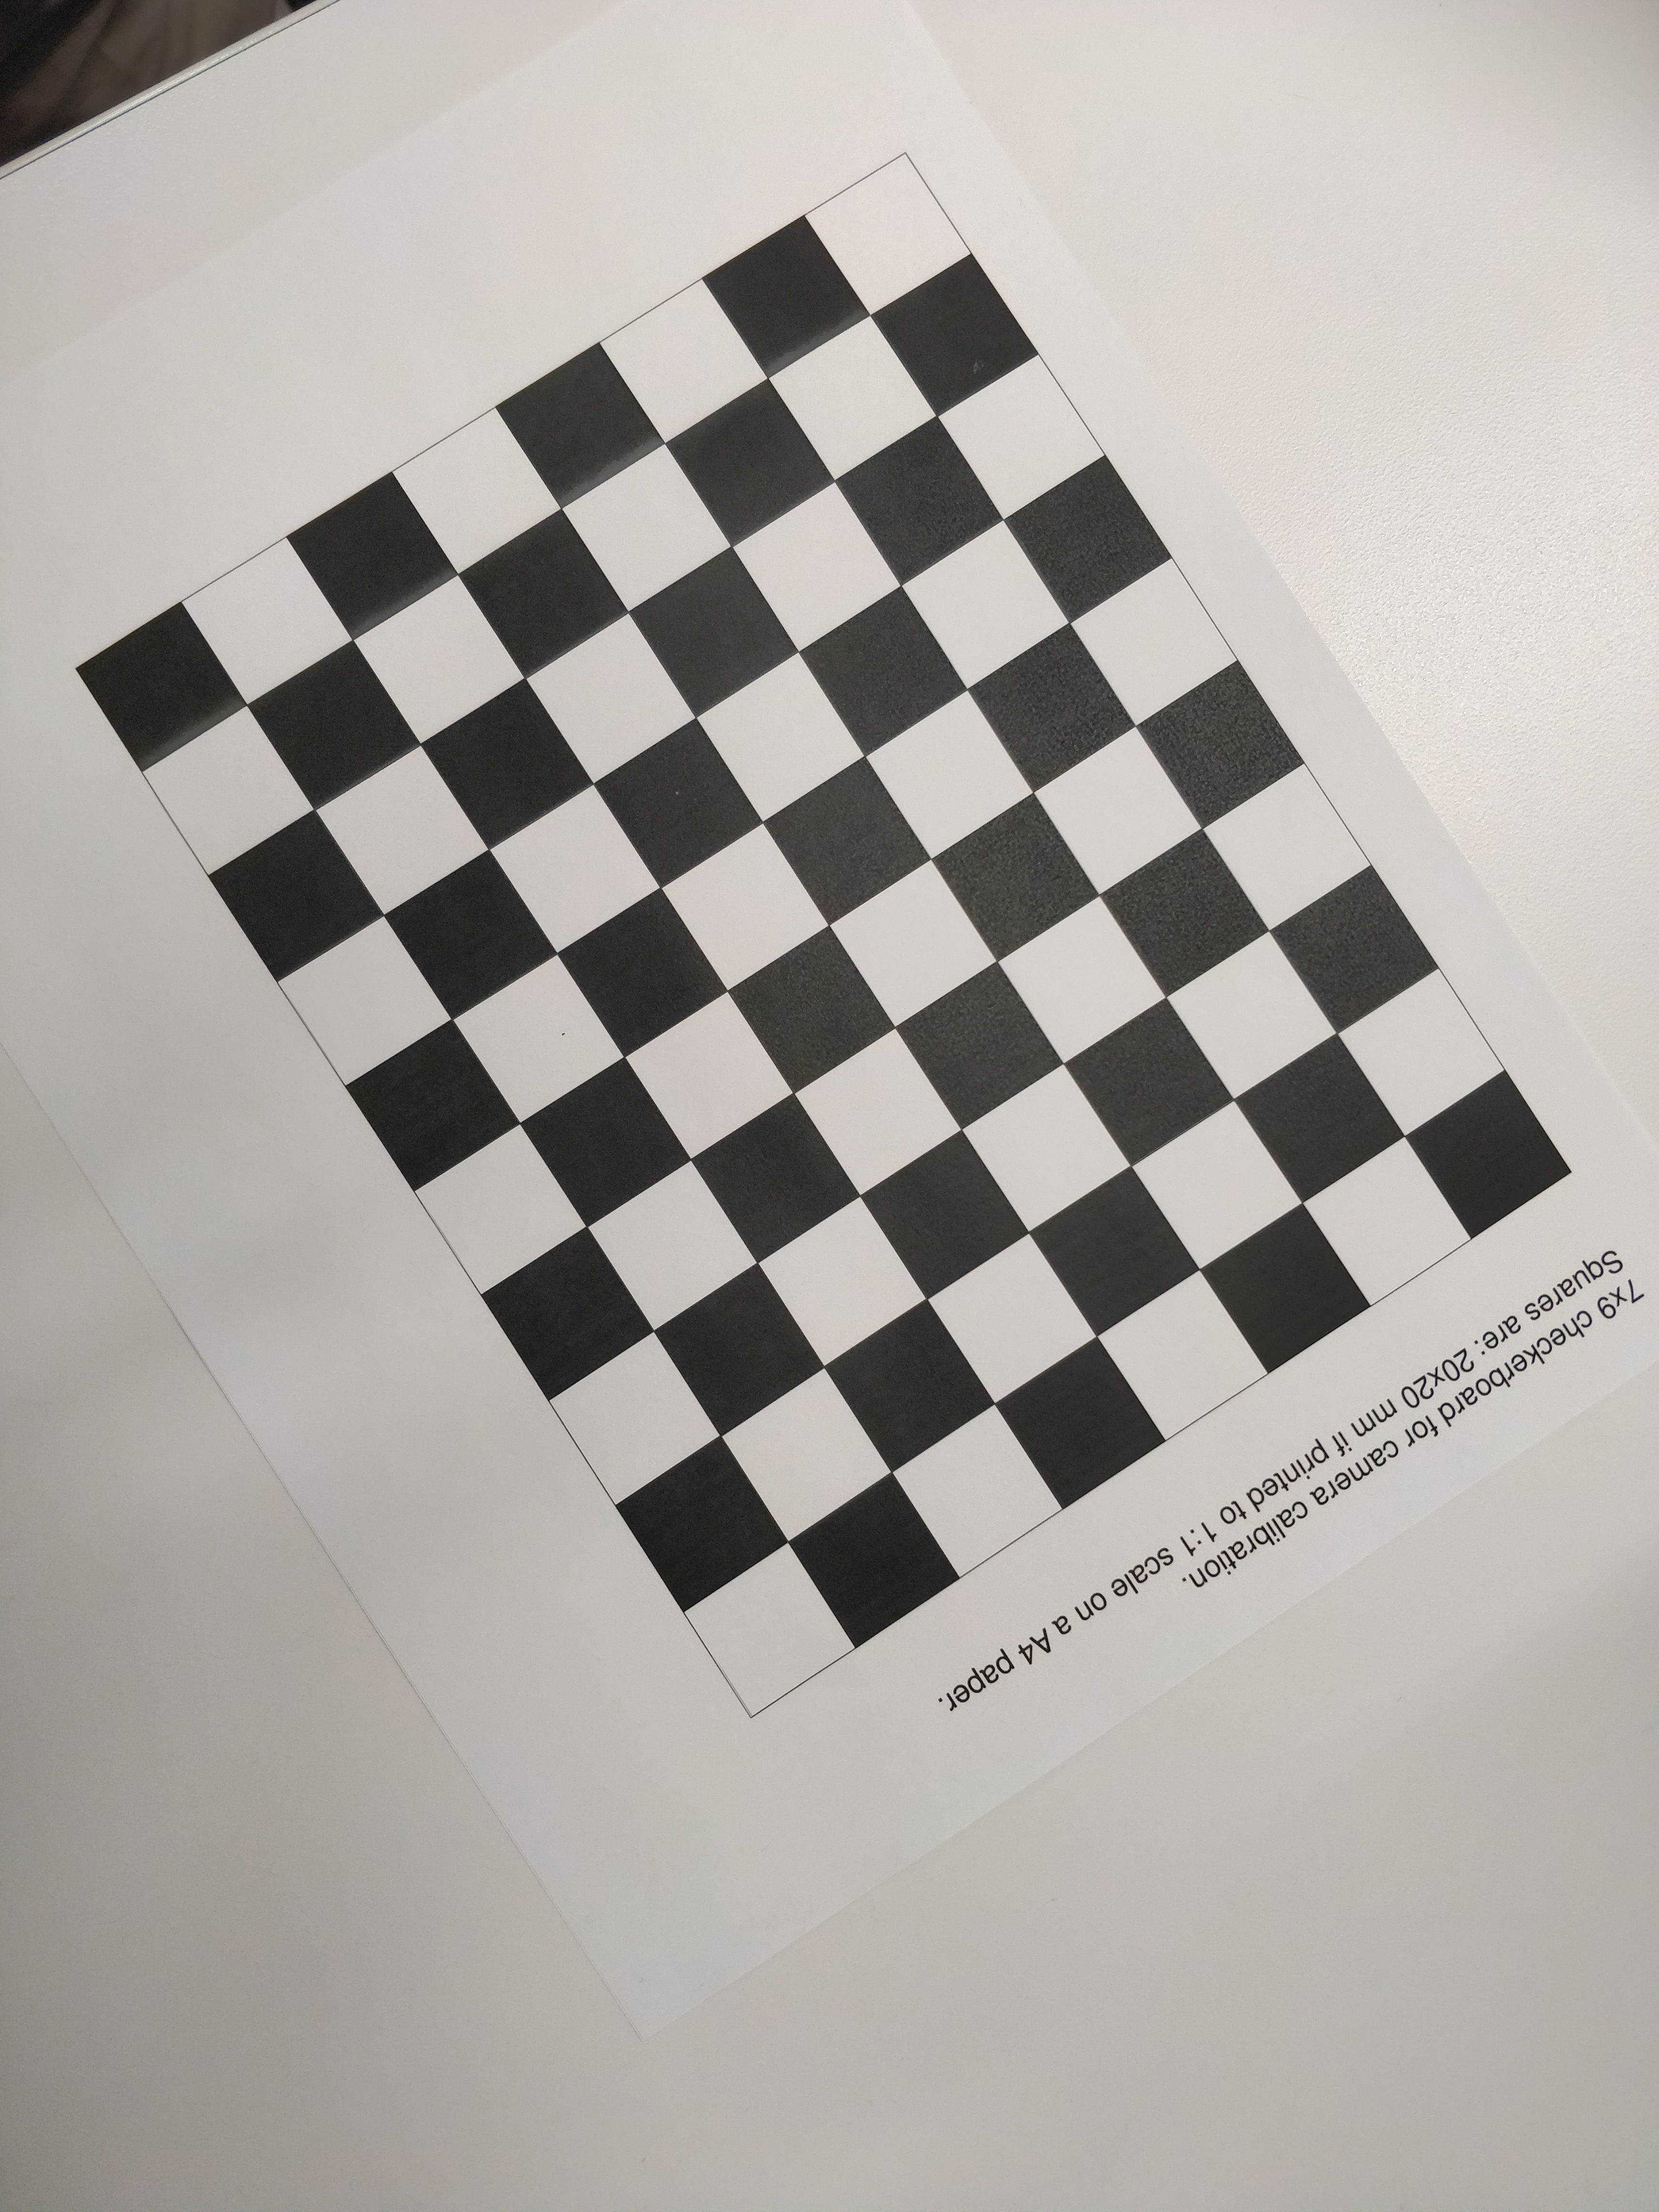 7x9 checkerboard for camera calibration.
Squares are: 20x20 mm if printed to 1:1 scale on a A4 paper.